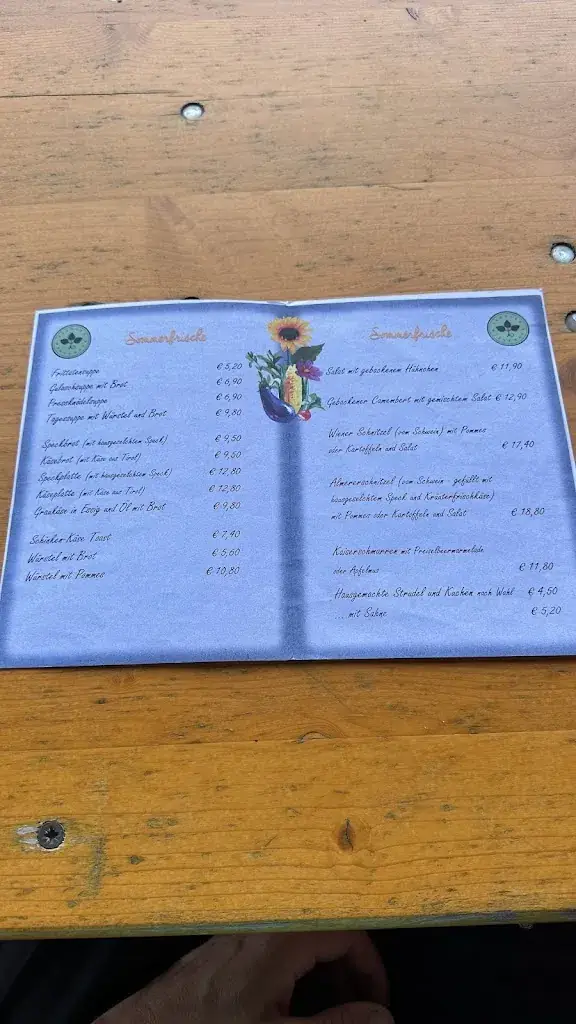 Sommerfrische
Frittatensuppe € 5,20
Gulaschsuppe mit Brot € 6,90
Pressknödelsuppe € 6,90
Tagessuppe mit Würstel und Brot € 9,80
Speckbrot (mit hausgeselchtem Speck) € 9,50
Käsebrot (mit Käse aus Tirol) € 9,50
Speckplatte (mit hausgeselchtem Speck) € 12,80
Käseplatte (mit Käse aus Tirol) € 12,80
Graukäse in Essig und Öl mit Brot € 9,80
Schinken-Käse Toast € 7,40
Würstel mit Brot € 5,60
Würstel mit Pommes € 10,80
Sommerfrische
Salat mit gebackenem Hühnchen € 11,90
Gebackener Camembert mit gemischtem Salat € 12,90
Wiener Schnitzel (vom Schwein) mit Pommes
oder Kartoffeln und Salat € 17,40
Almererschnitzel (vom Schwein - gefüllt mit
hausgeselchtem Speck und Kräuterfrischkäse)
mit Pommes oder Kartoffeln und Salat € 18,80
Kaiserschmarren mit Preiselbeermarmelade
oder Apfelmus € 11,80
Hausgemachte Strudel und Kuchen nach Wahl € 4,50
... mit Sahne € 5,20